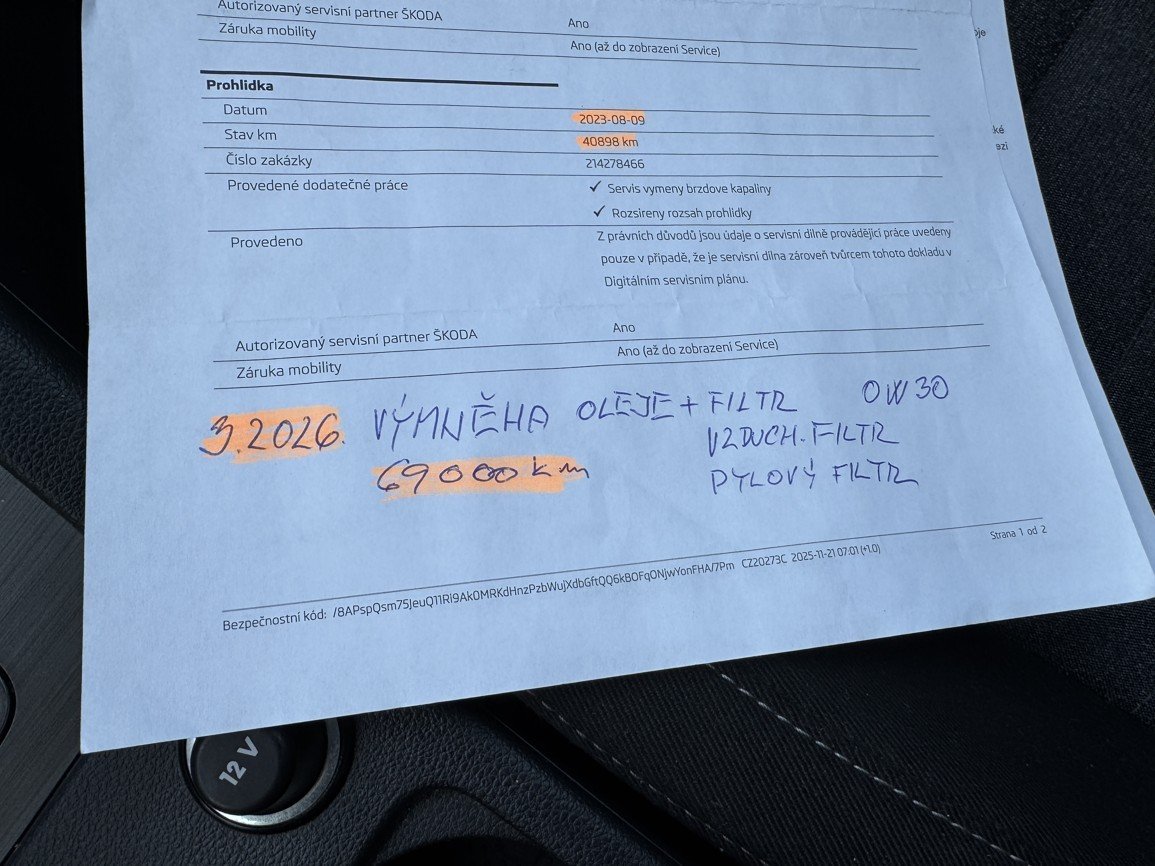 Autorizovaný servisní partner ŠKODA Ano
Záruka mobility Ano (až do zobrazení Service)
Prohlídka
Datum 2023-08-09
Stav km 40898 km
Číslo zakázky 214278466
Provedené dodatečné práce ✓ Servis vymeny brzdove kapaliny
✓ Rozsireny rozsah prohlidky
Provedeno Z právních důvodů jsou údaje o servisní dílně provádějící práce uvedeny
pouze v případě, že je servisní dílna zároveň tvůrcem tohoto dokladu v
Digitálním servisním plánu.
Autorizovaný servisní partner ŠKODA Ano
Záruka mobility Ano (až do zobrazení Service)
3.2026. VÝMNĚHA OLEJE + FILTR 0W30
VZDUCH. FILTR
69000 km PYLOVÝ FILTR
Strana 1 od 2
Bezpečnostní kód: /8APspQsm75JeuQ11Ri9Ak0MRKdHnzPzbWujXdbGftQQ6kBOFqONjwYonFHA/7Pm CZ20273C 2025-11-21 07:01 (+1.0)
12 V